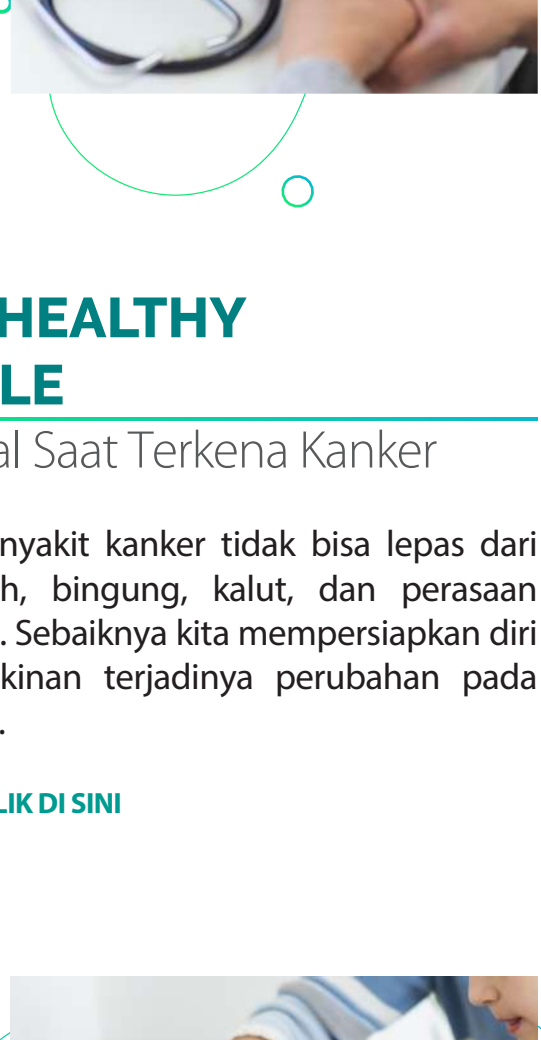 HEALTHY
LE
al Saat Terkena Kanker
nyakit kanker tidak bisa lepas dari
h, bingung, kalut, dan perasaan
. Sebaiknya kita mempersiapkan diri
kinan terjadinya perubahan pada
.
LIK DI SINI